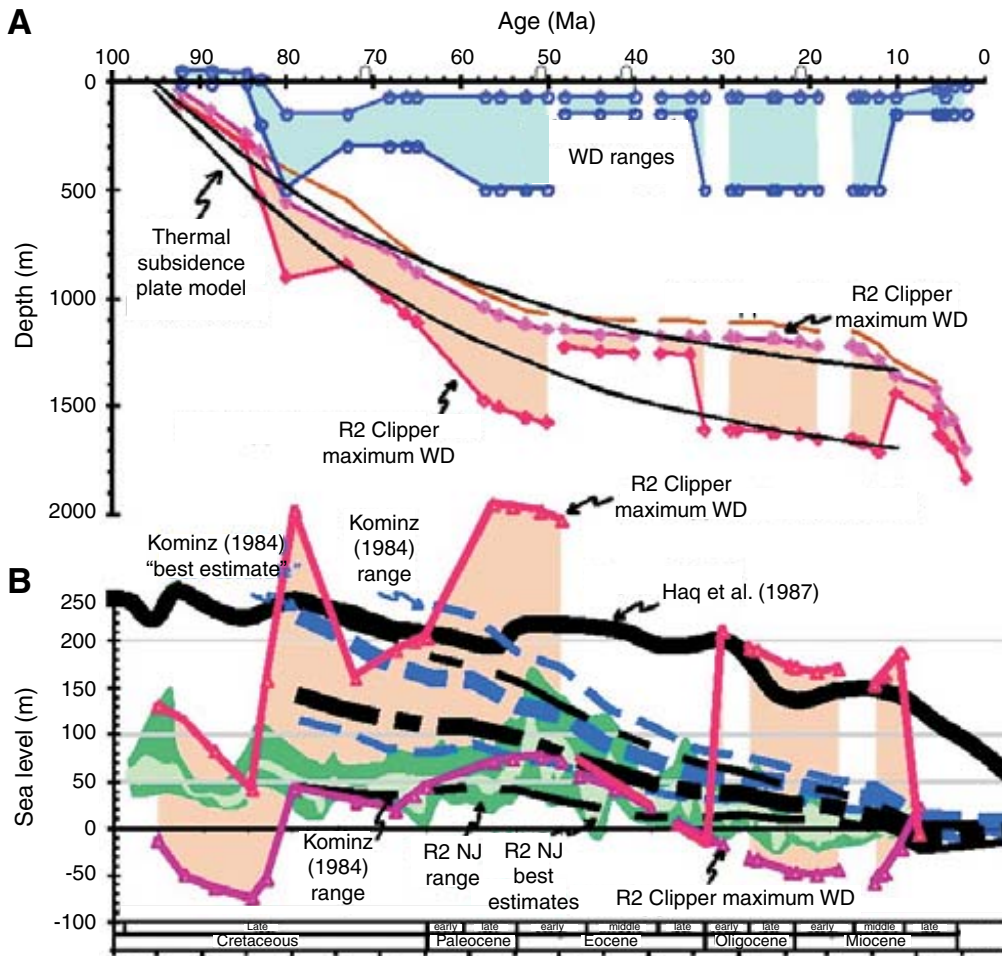 A
Age (Ma)
100 90 80 70 60 50 40 30 20 10 0
0
500
1000
1500
2000
Depth (m)
WD ranges
Thermal
subsidence
plate model
R2 Clipper
maximum WD
R2 Clipper
maximum WD
R2 Clipper
maximum WD
B
Kominz (1984)
"best estimate"
Kominz
(1984)
range
Haq et al. (1987)
250
200
150
100
50
0
-50
-100
Sea level (m)
Kominz
(1984)
range
R2 NJ
range
R2 NJ
best
estimates
R2 Clipper maximum WD
Late early late early middle late early late early middle late
Cretaceous Paleocene Eocene Oligocene Miocene